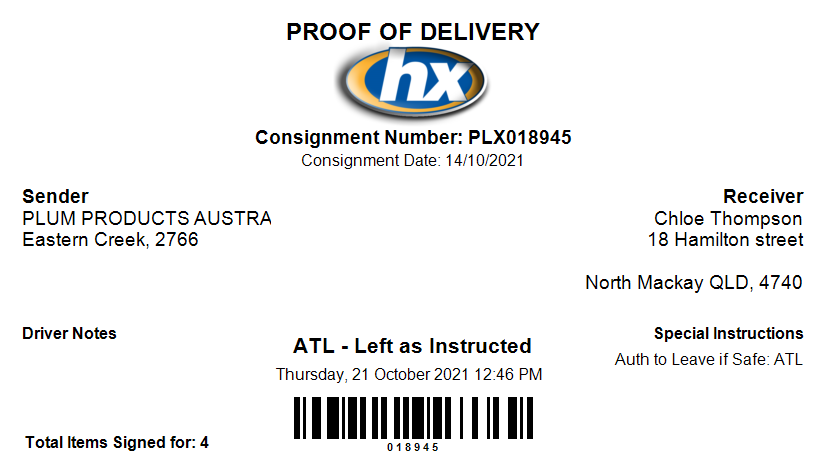 PROOF OF DELIVERY
hx
Consignment Number: PLX018945
Consignment Date: 14/10/2021
Sender
PLUM PRODUCTS AUSTRA
Eastern Creek, 2766
Receiver
Chloe Thompson
18 Hamilton street
North Mackay QLD, 4740
Driver Notes
ATL - Left as Instructed
Thursday, 21 October 2021 12:46 PM
Special Instructions
Auth to Leave if Safe: ATL
018945
Total Items Signed for: 4